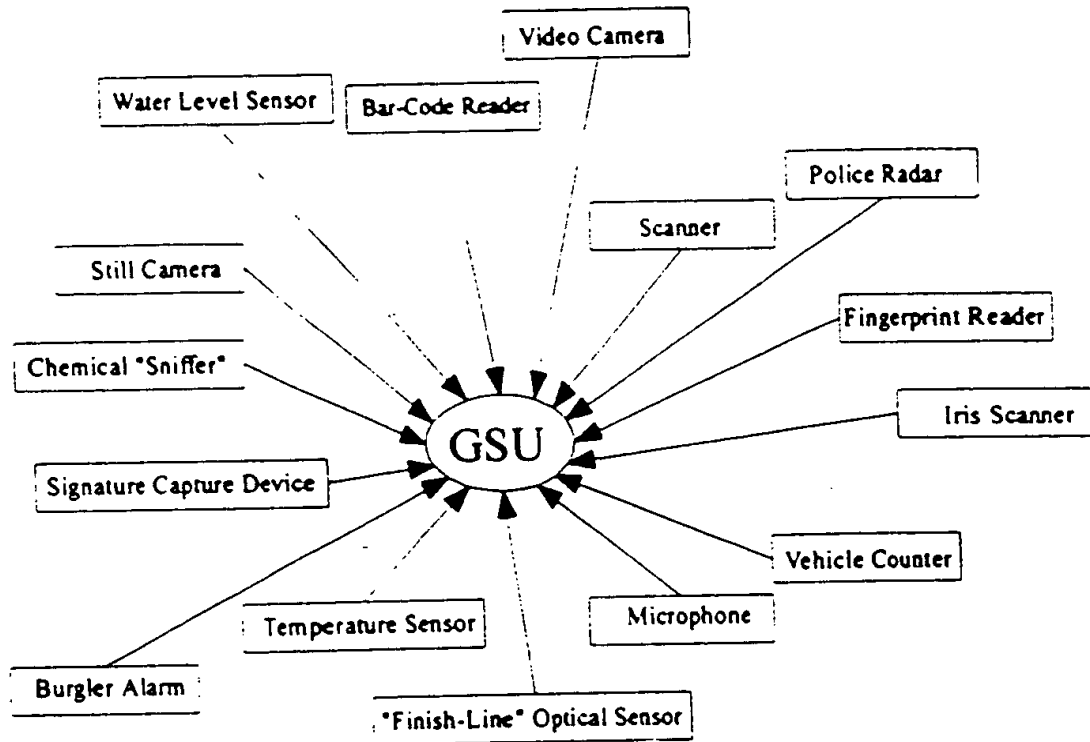 Video Camera
Water Level Sensor
Bar-Code Reader
Police Radar
Scanner
Still Camera
Fingerprint Reader
Chemical "Sniffer"
Iris Scanner
GSU
Signature Capture Device
Vehicle Counter
Temperature Sensor
Microphone
Burgler Alarm
"Finish-Line" Optical Sensor